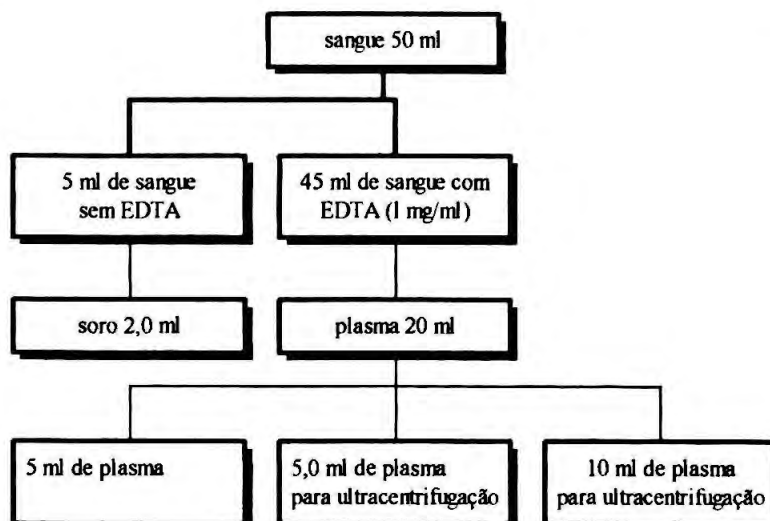 sangue 50 ml
5 ml de sangue
sem EDTA
45 ml de sangue com
EDTA (1 mg/ml)
soro 2,0 ml
plasma 20 ml
5 ml de plasma
5,0 ml de plasma
para ultracentrifugação
10 ml de plasma
para ultracentrifugação